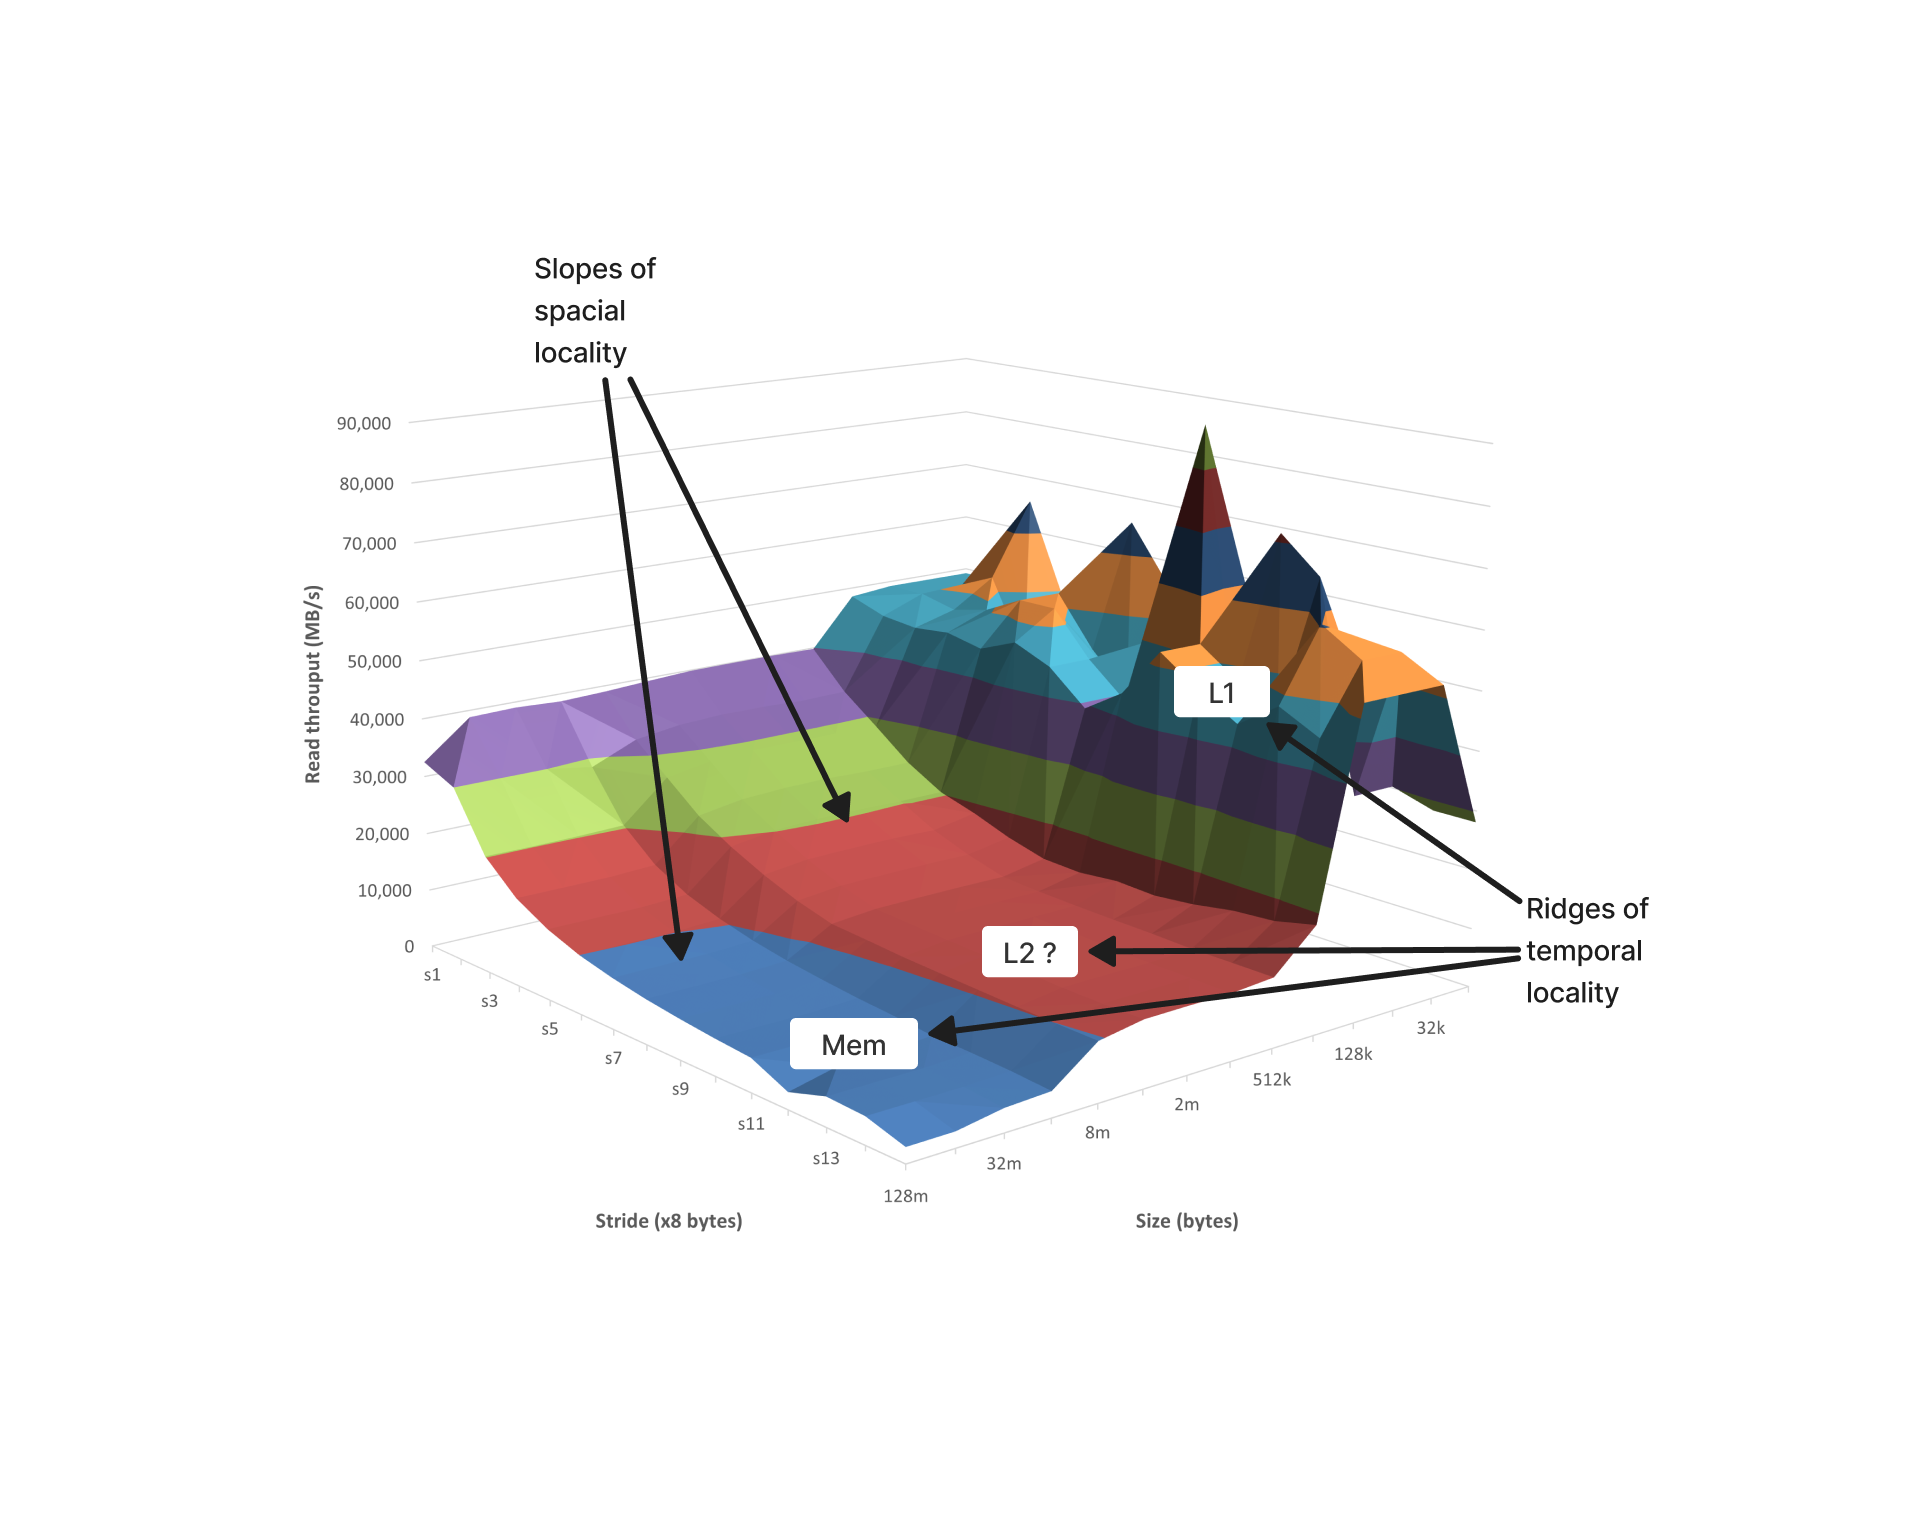 Slopes of
spacial
locality
90,000
80,000
70,000
60,000
50,000
40,000
30,000
20,000
10,000
0
Read throuput (MB/s)
L1
L2 ?
Mem
Ridges of
temporal
locality
s1
s3
s5
s7
s9
s11
s13
128m
32m
8m
2m
512k
128k
32k
Stride (x8 bytes)
Size (bytes)